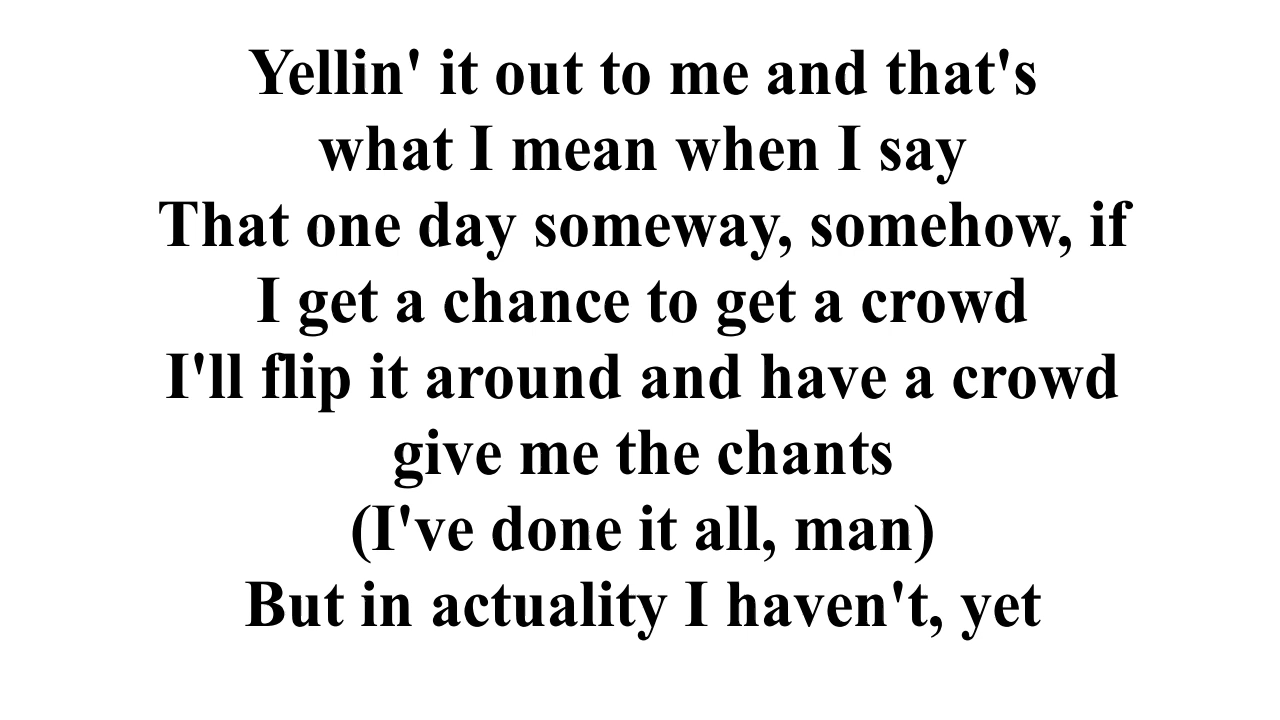 Yellin' it out to me and that's
what I mean when I say
That one day someway, somehow, if
I get a chance to get a crowd
I'll flip it around and have a crowd
give me the chants
(I've done it all, man)
But in actuality I haven't, yet